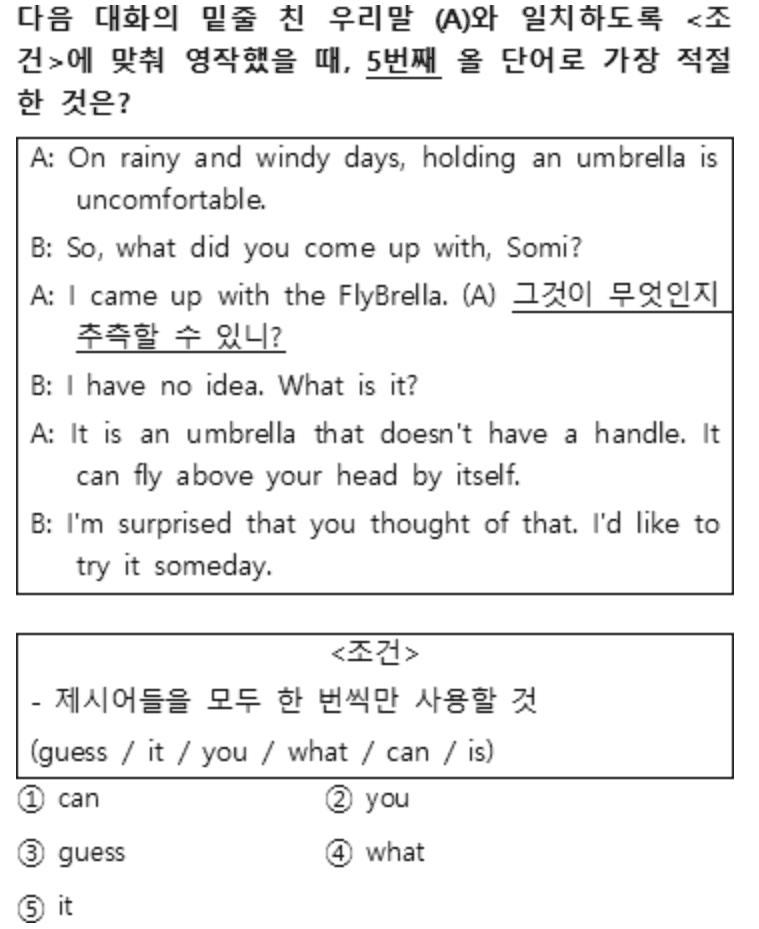 다음 대화의 밑줄 친 우리말 (A)와 일치하도록 <조
건>에 맞춰 영작했을 때, 5번째 올 단어로 가장 적절
한 것은?
A: On rainy and windy days, holding an umbrella is
uncomfortable.
B: So, what did you come up with, Somi?
A: I came up with the FlyBrella. (A) 그것이 무엇인지
추측할 수 있니?
B: I have no idea. What is it?
A: It is an umbrella that doesn't have a handle. It
can fly above your head by itself.
B: I'm surprised that you thought of that. I'd like to
try it someday.
<조건>
- 제시어들을 모두 한 번씩만 사용할 것
(guess / it / you / what / can / is)
① can ② you
③ guess ④ what
⑤ it